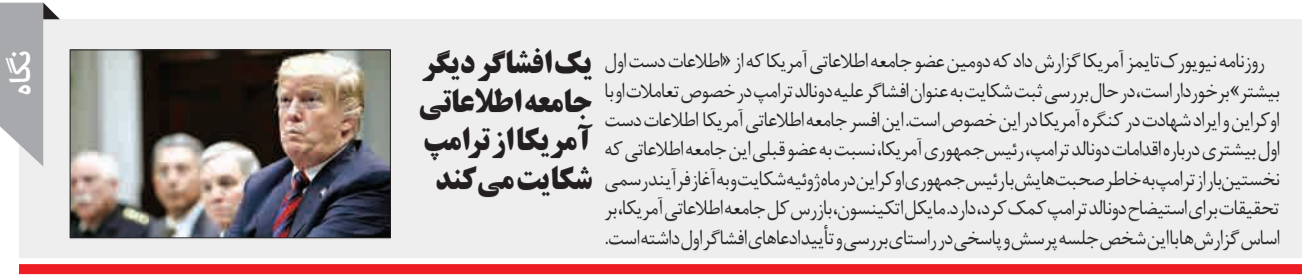 نگاه
یک افشاگر دیگر
جامعه اطلاعاتی
آمریکا از ترامپ
شکایت می‌کند
روزنامه نیویورک تایمز آمریکا گزارش داد که دومین عضو جامعه اطلاعاتی آمریکا که از «اطلاعات دست اول
بیشتر» برخوردار است، در حال بررسی ثبت شکایت به عنوان افشاگر علیه دونالد ترامپ در خصوص تعاملات او با
اوکراین و ایراد شهادت در کنگره آمریکا در این خصوص است. این افسر جامعه اطلاعاتی آمریکا اطلاعات دست
اول بیشتری درباره اقدامات دونالد ترامپ، رئیس جمهوری آمریکا، نسبت به عضو قبلی این جامعه اطلاعاتی که
نخستین بار از ترامپ به خاطر صحبت هایش با رئیس جمهوری اوکراین در ماه ژوئیه شکایت و به آغاز فرآیند رسمی
تحقیقات برای استیضاح دونالد ترامپ کمک کرد، دارد. مایکل اتکینسون، بازرس کل جامعه اطلاعاتی آمریکا، بر
اساس گزارش ها با این شخص جلسه پرسش و پاسخی در راستای بررسی و تأیید ادعاهای افشاگر اول داشته است.